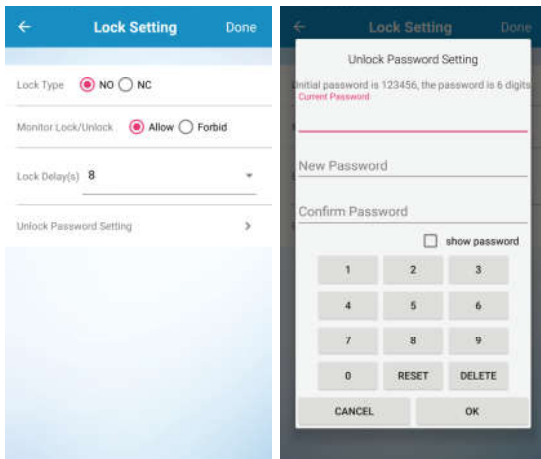 Lock Setting
Done
Lock Type
NO
NC
Monitor Lock/Unlock
Allow
Forbid
Lock Delay(s)
8
Unlock Password Setting
Lock Setting
Done
Unlock Password Setting
Initial password is 123456, the password is 6 digits
Current Password
New Password
Confirm Password
show password
1 2 3
4 5 6
7 8 9
0 RESET DELETE
CANCEL OK